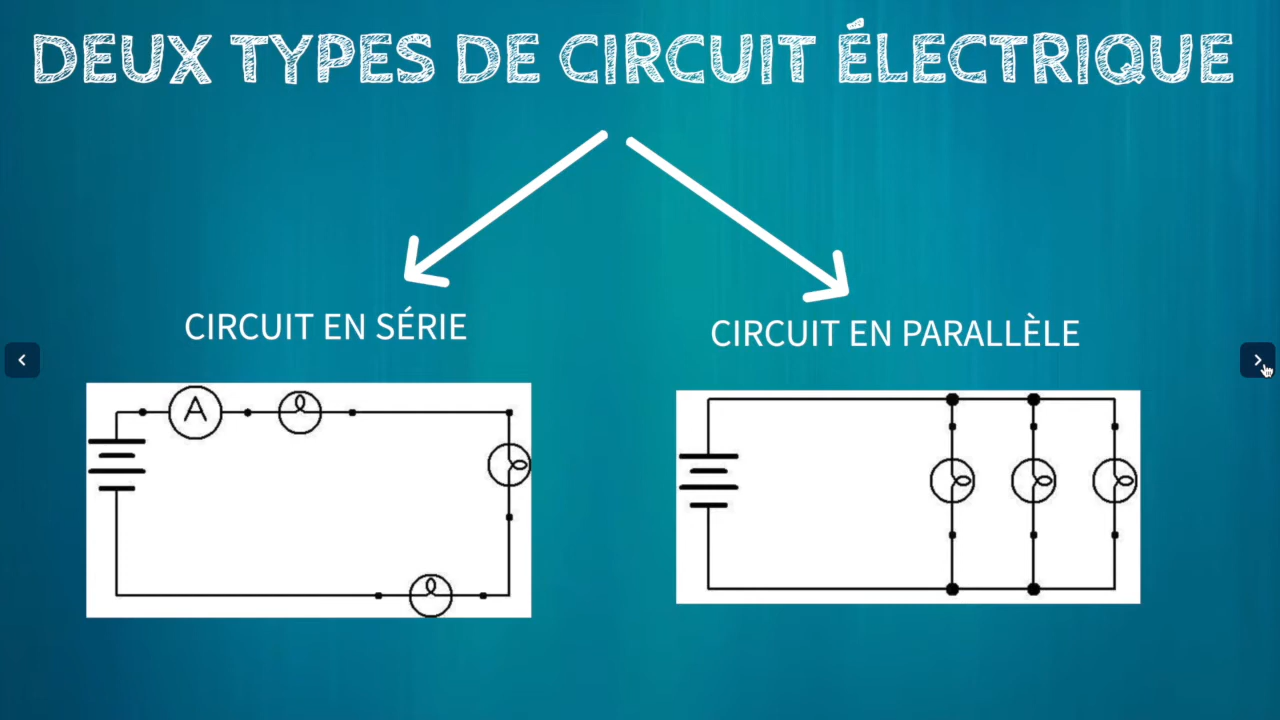 DEUX TYPES DE CIRCUIT ÉLECTRIQUE
CIRCUIT EN SÉRIE
CIRCUIT EN PARALLÈLE
A